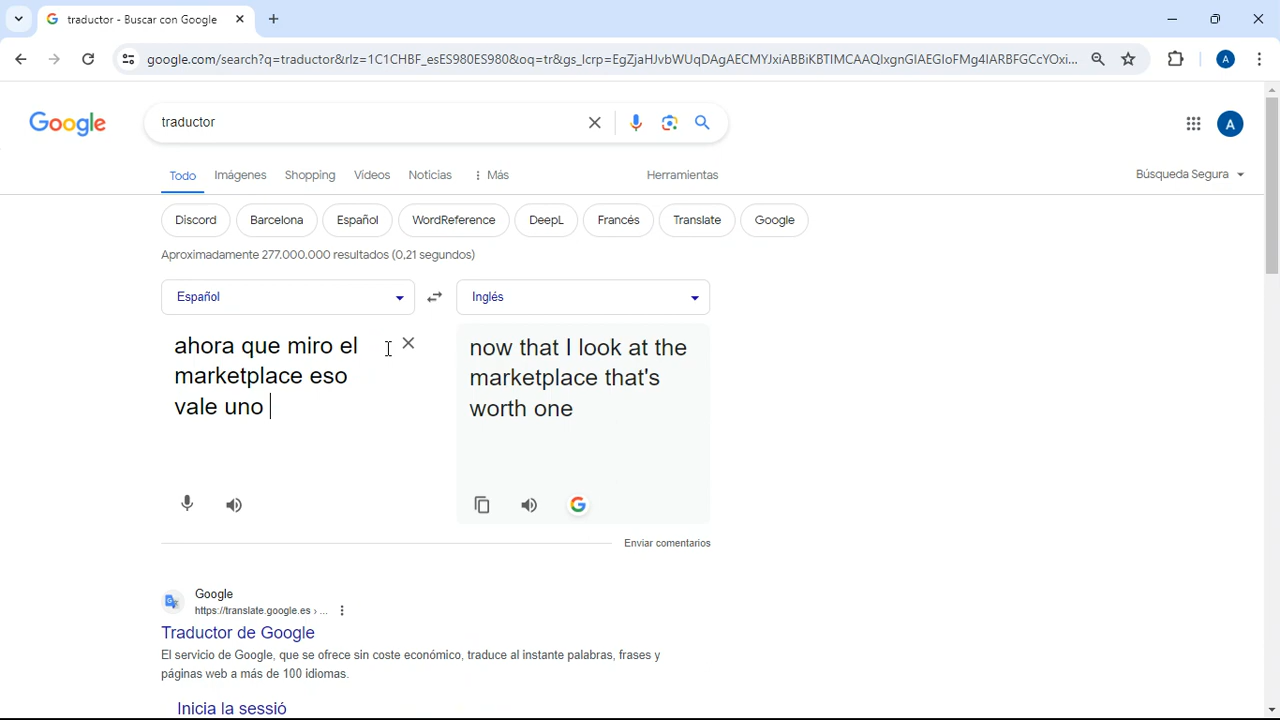 traductor - Buscar con Google
google.com/search?q=traductor&rlz=1C1CHBF_esES980ES980&oq=tr&gs_lcrp=EgZjaHJvbWUqDAgAECMYJxiABBiKBTIMCAAQIxgnGIAEGIoFMg4IARBFGCcYOxi...
A
Google
traductor
A
Todo
Imágenes
Shopping
Videos
Noticias
Más
Herramientas
Búsqueda Segura
Discord
Barcelona
Español
WordReference
DeepL
Francés
Translate
Google
Aproximadamente 277.000.000 resultados (0,21 segundos)
Español
Inglés
ahora que miro el
marketplace eso
vale uno
now that I look at the
marketplace that's
worth one
Enviar comentarios
Google
https://translate.google.es › ...
Traductor de Google
El servicio de Google, que se ofrece sin coste económico, traduce al instante palabras, frases y
páginas web a más de 100 idiomas.
Inicia la sessió